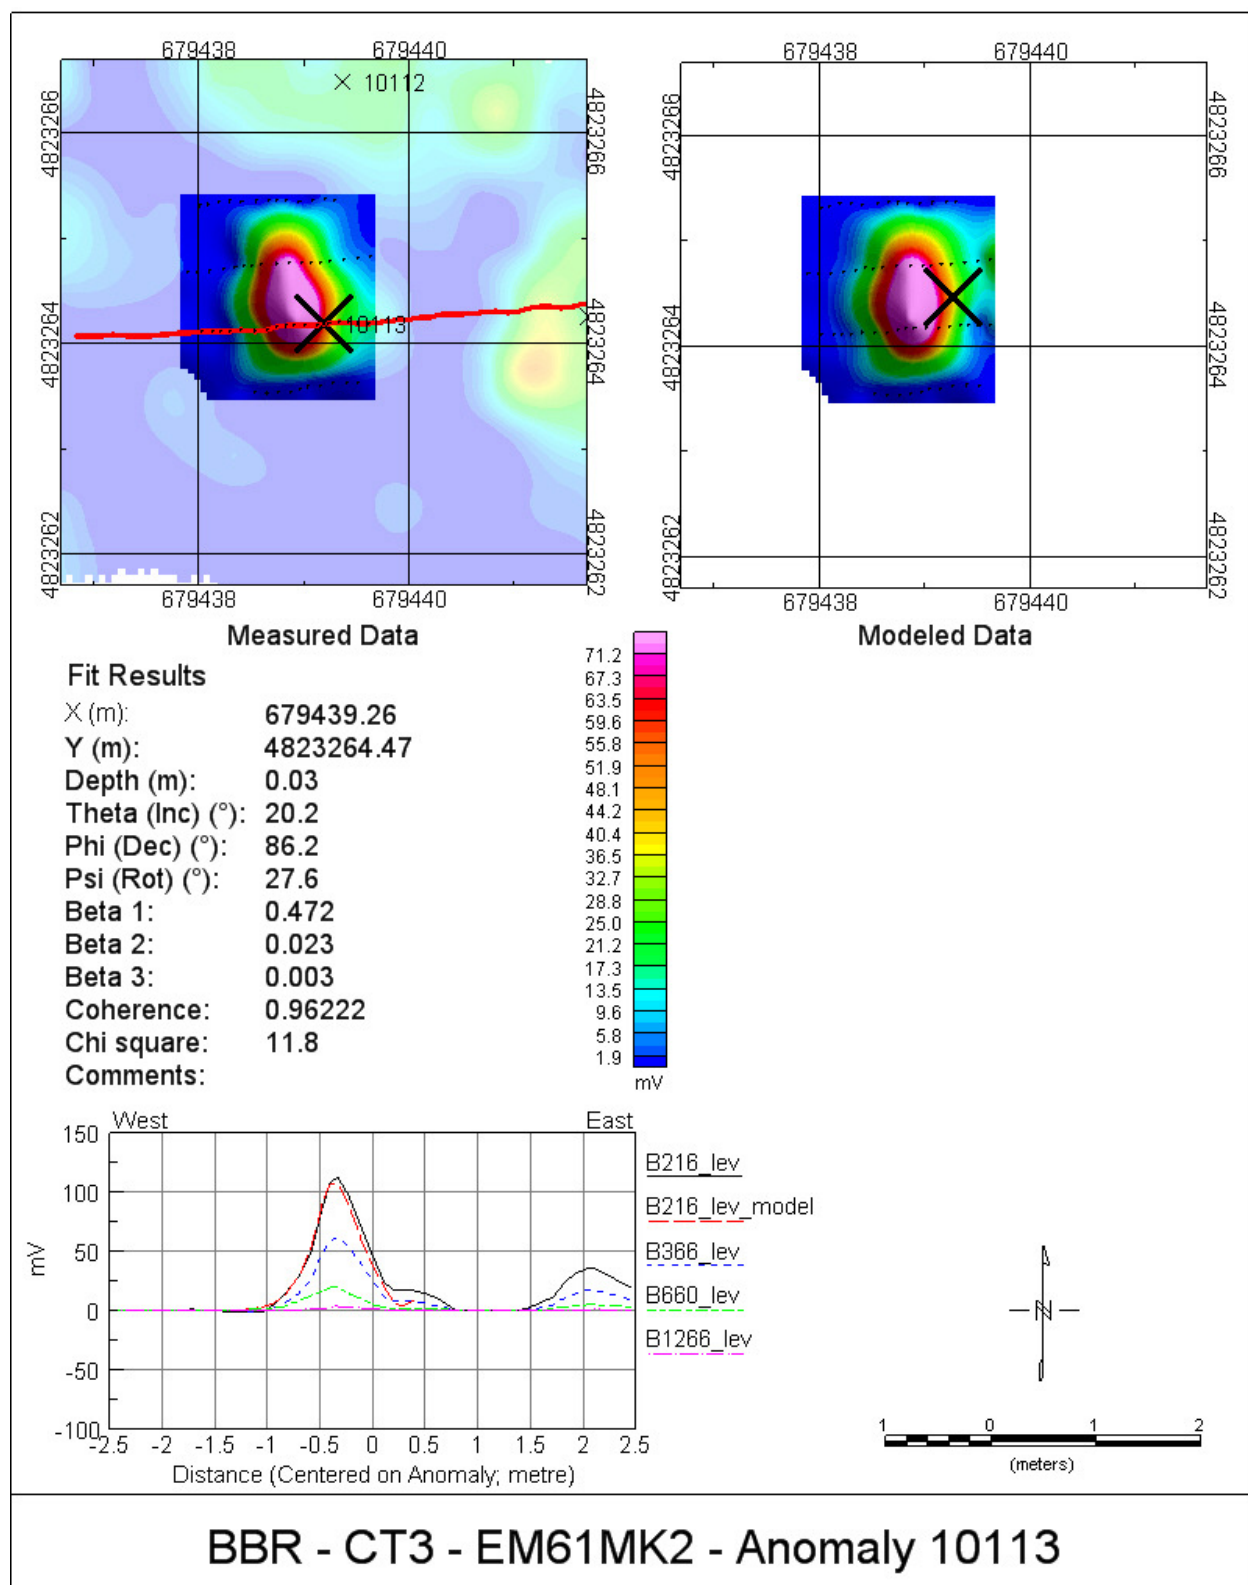 679438 679440
679438 679440
10112
4823266 4823266
4823266 4823266
10113
4823264 4823264
4823264 4823264
4823262 4823262
4823262 4823262
679438 679440
679438 679440
Measured Data
Modeled Data
Fit Results
X (m): 679439.26
Y (m): 4823264.47
Depth (m): 0.03
Theta (Inc) (°): 20.2
Phi (Dec) (°): 86.2
Psi (Rot) (°): 27.6
Beta 1: 0.472
Beta 2: 0.023
Beta 3: 0.003
Coherence: 0.96222
Chi square: 11.8
Comments:
71.2
67.3
63.5
59.6
55.8
51.9
48.1
44.2
40.4
36.5
32.7
28.8
25.0
21.2
17.3
13.5
9.6
5.8
1.9
mV
West East
150
100
50
0
-50
-100
mV
-2.5 -2 -1.5 -1 -0.5 0 0.5 1 1.5 2 2.5
Distance (Centered on Anomaly; metre)
B216_lev
B216_lev_model
B366_lev
B660_lev
B1266_lev
N
1 0 1 2
(meters)
BBR - CT3 - EM61MK2 - Anomaly 10113